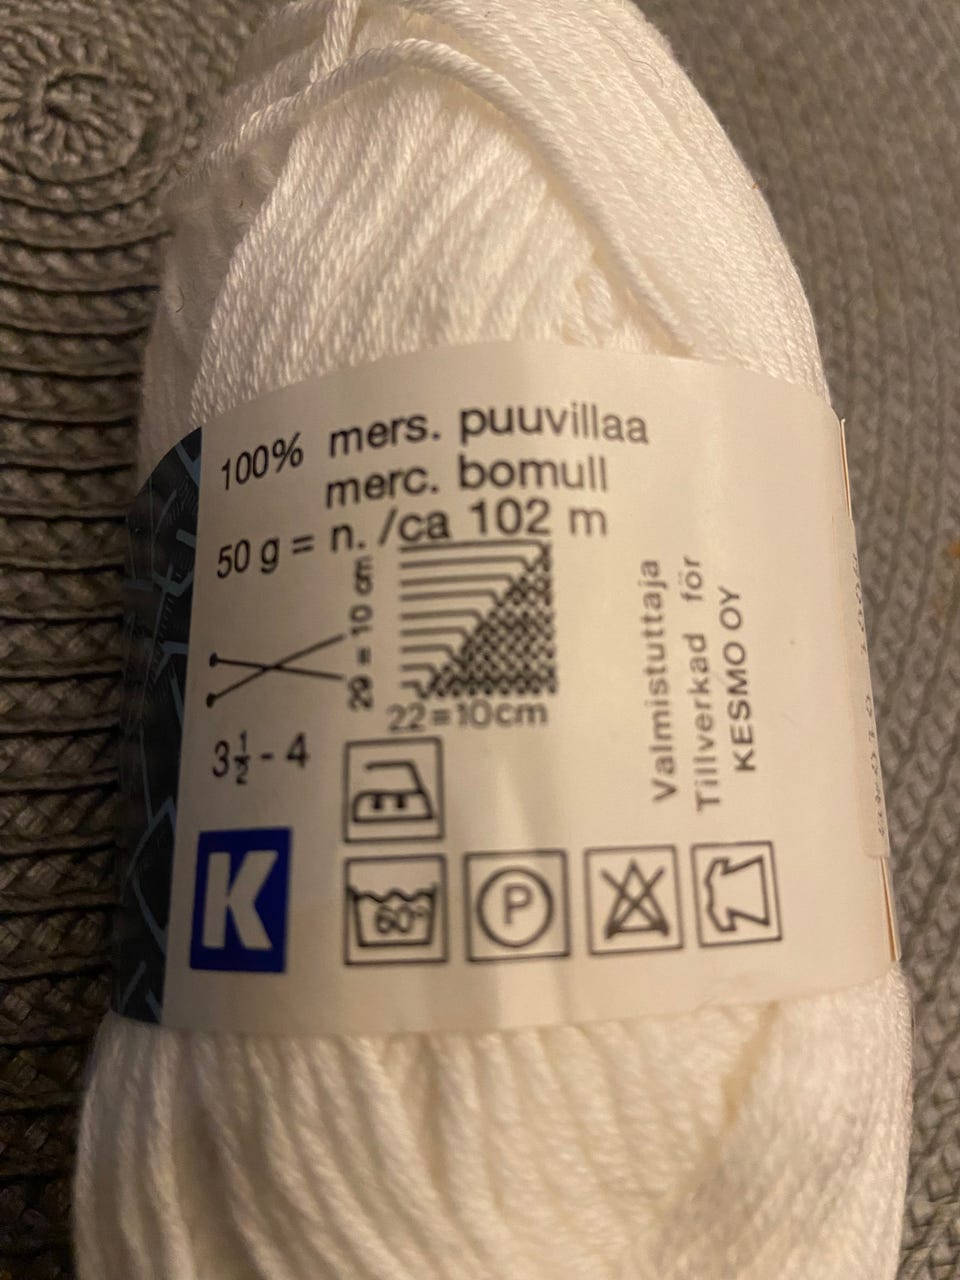 100% mers. puuvillaa
merc. bomull
50 g = n. /ca 102 m
29 = 10 cm
22 = 10cm
3½ - 4
K
60°
P
Valmistuttaja
Tillverkad för
KESMO OY